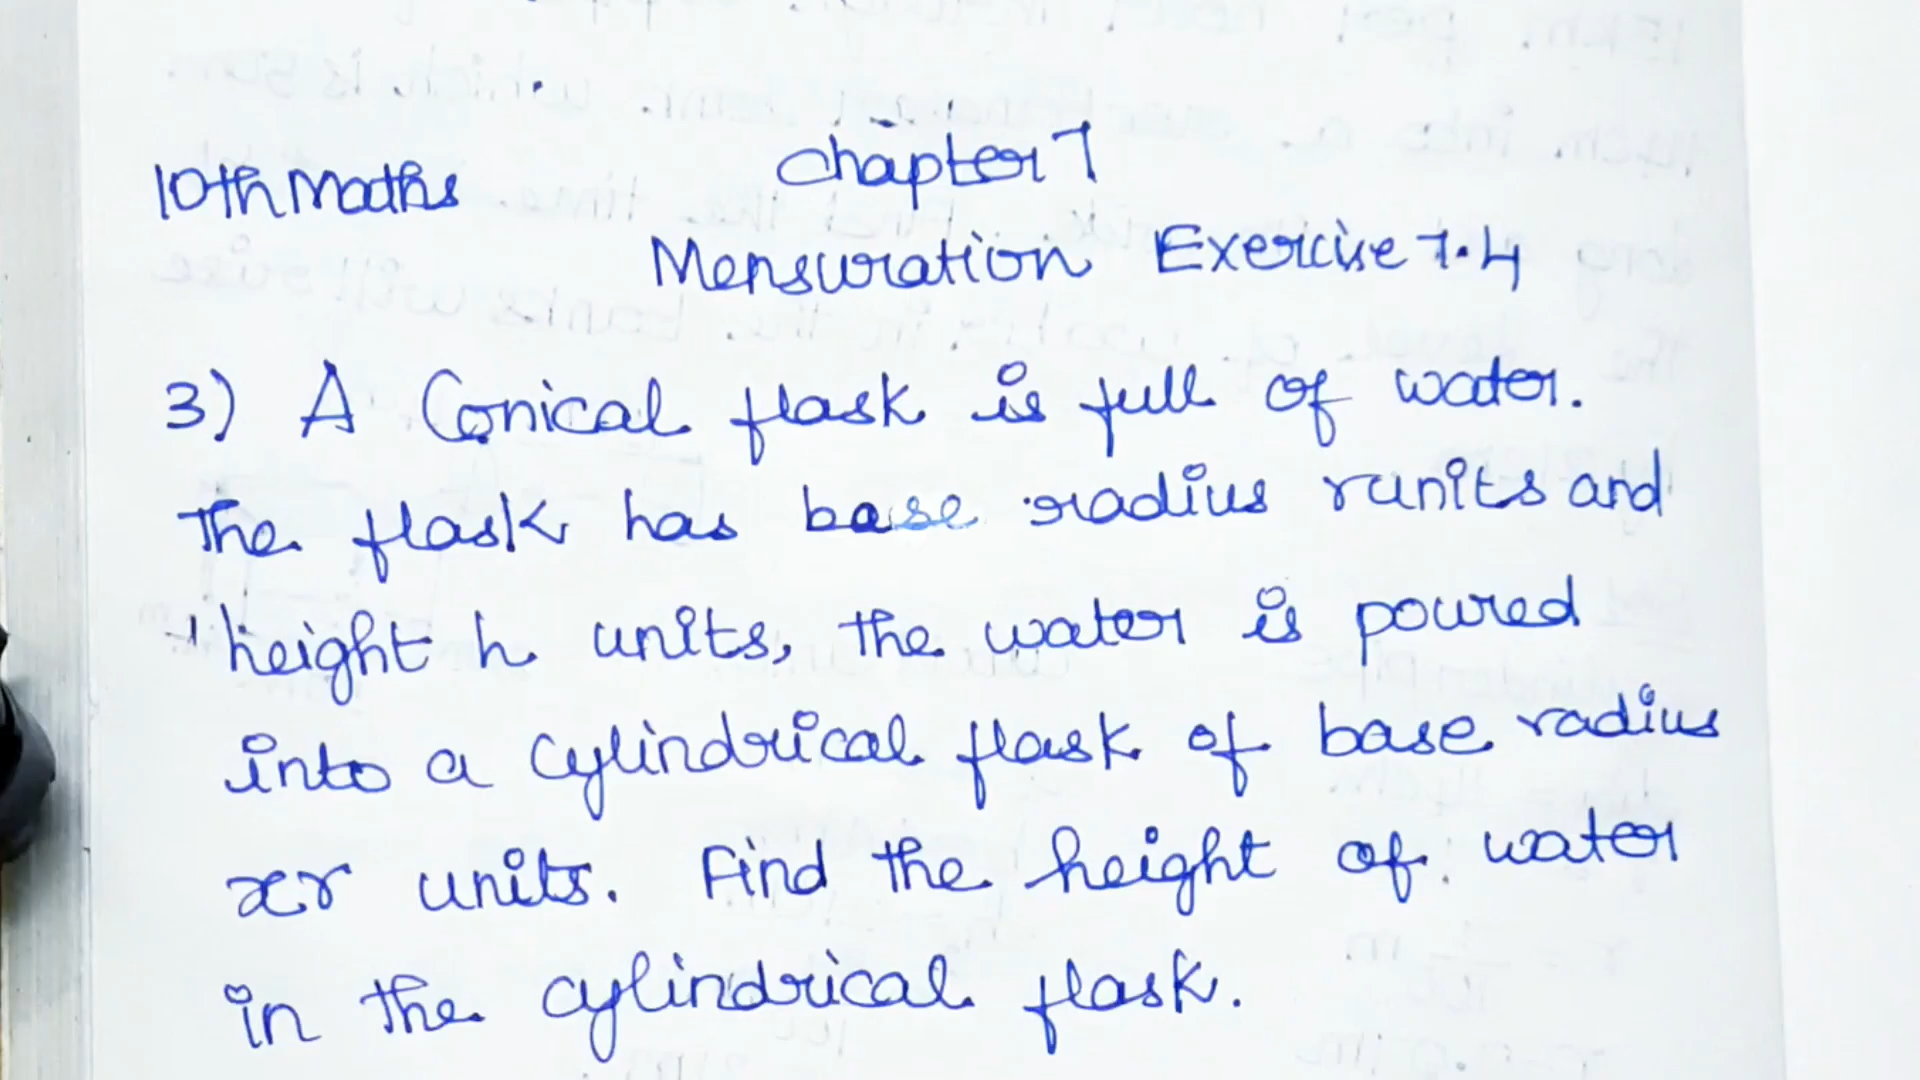 Chapter 7
10th Maths
Mensuration Exercise 7.4
3) A Conical flask is full of water.
The flask has base radius r units and
height h units, the water is poured
into a cylindrical flask of base radius
xr units. Find the height of water
in the cylindrical flask.